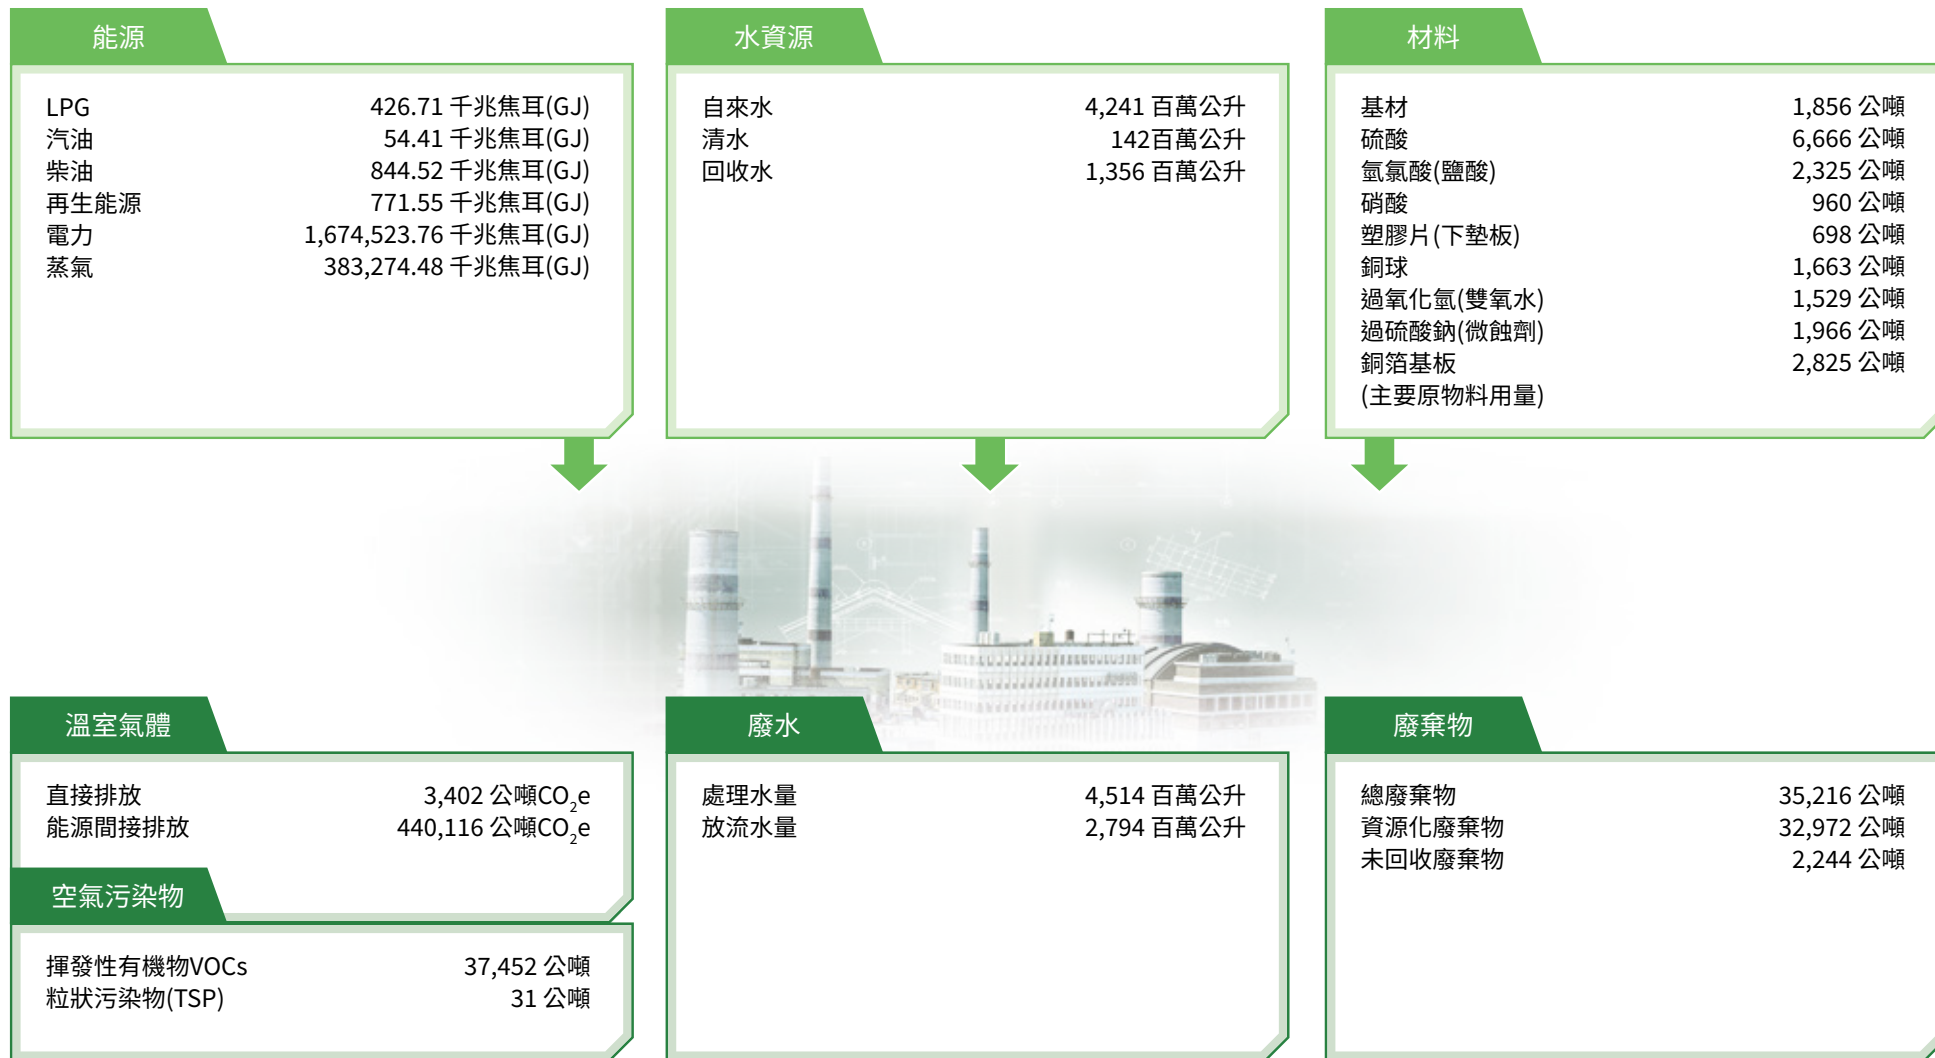 能源
LPG 426.71 千兆焦耳(GJ)
汽油 54.41 千兆焦耳(GJ)
柴油 844.52 千兆焦耳(GJ)
再生能源 771.55 千兆焦耳(GJ)
電力 1,674,523.76 千兆焦耳(GJ)
蒸氣 383,274.48 千兆焦耳(GJ)
水資源
自來水 4,241 百萬公升
清水 142百萬公升
回收水 1,356 百萬公升
材料
基材 1,856 公噸
硫酸 6,666 公噸
氫氯酸(鹽酸) 2,325 公噸
硝酸 960 公噸
塑膠片(下墊板) 698 公噸
銅球 1,663 公噸
過氧化氫(雙氧水) 1,529 公噸
過硫酸鈉(微蝕劑) 1,966 公噸
銅箔基板 2,825 公噸
(主要原物料用量)
溫室氣體
直接排放 3,402 公噸CO₂e
能源間接排放 440,116 公噸CO₂e
空氣污染物
揮發性有機物VOCs 37,452 公噸
粒狀污染物(TSP) 31 公噸
廢水
處理水量 4,514 百萬公升
放流水量 2,794 百萬公升
廢棄物
總廢棄物 35,216 公噸
資源化廢棄物 32,972 公噸
未回收廢棄物 2,244 公噸